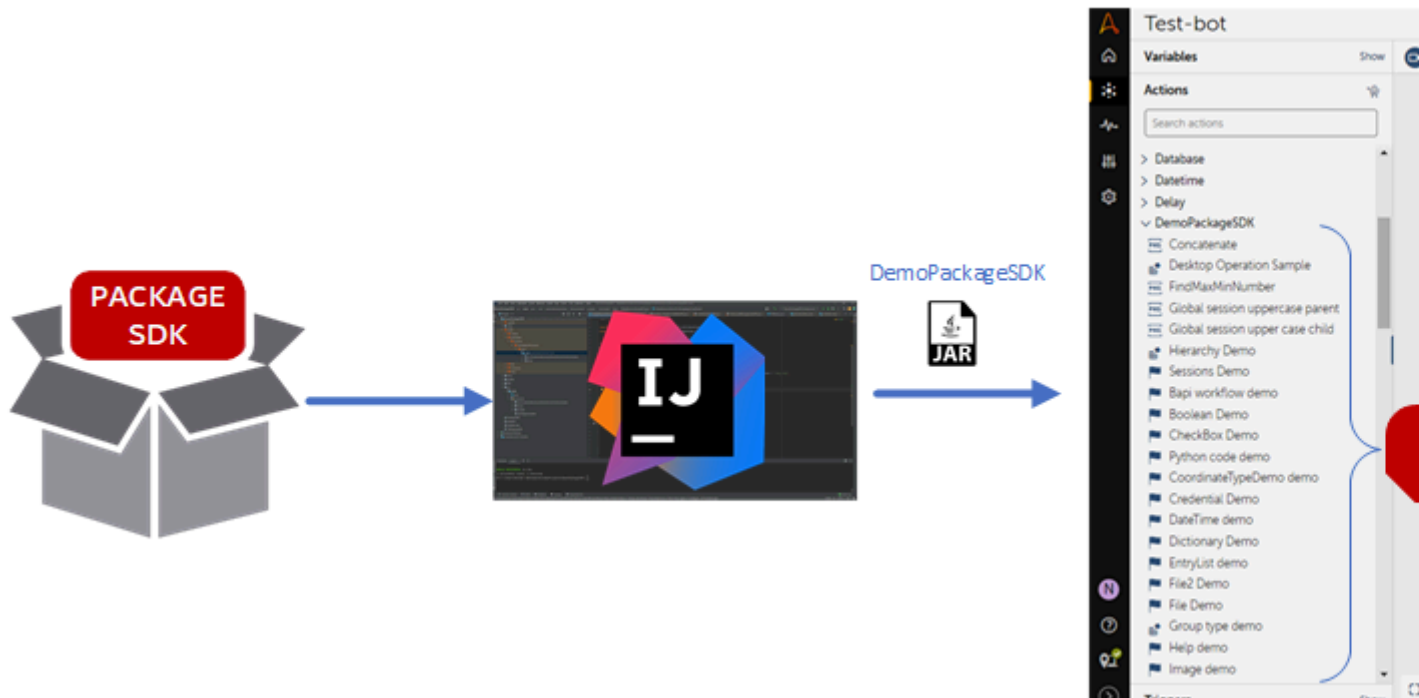 PACKAGE
SDK
IJ
DemoPackageSDK
JAR
Test-bot
Variables Show
Actions
Search actions
Database
Datetime
Delay
DemoPackageSDK
Concatenate
Desktop Operation Sample
FindMaxMinNumber
Global session uppercase parent
Global session upper case child
Hierarchy Demo
Sessions Demo
Bapi workflow demo
Boolean Demo
CheckBox Demo
Python code demo
CoordinateTypeDemo demo
Credential Demo
DateTime demo
Dictionary Demo
EntryList demo
File2 Demo
File Demo
Group type demo
Help demo
Image demo
N